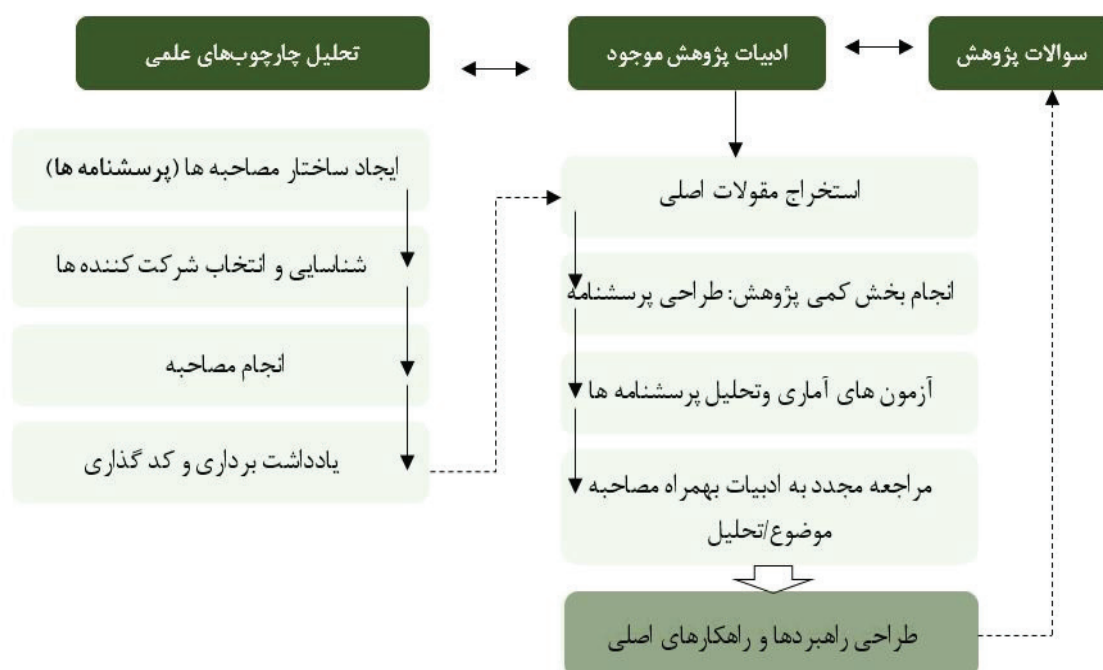 سوالات پژوهش
ادبیات پژوهش موجود
تحلیل چارچوب‌های علمی
استخراج مقولات اصلی
انجام بخش کمی پژوهش: طراحی پرسشنامه
آزمون های آماری وتحلیل پرسشنامه ها
مراجعه مجدد به ادبیات بهمراه مصاحبه
موضوع/تحلیل
طراحی راهبردها و راهکارهای اصلی
ایجاد ساختار مصاحبه ها (پرسشنامه ها)
شناسایی و انتخاب شرکت کننده ها
انجام مصاحبه
یادداشت برداری و کد گذاری